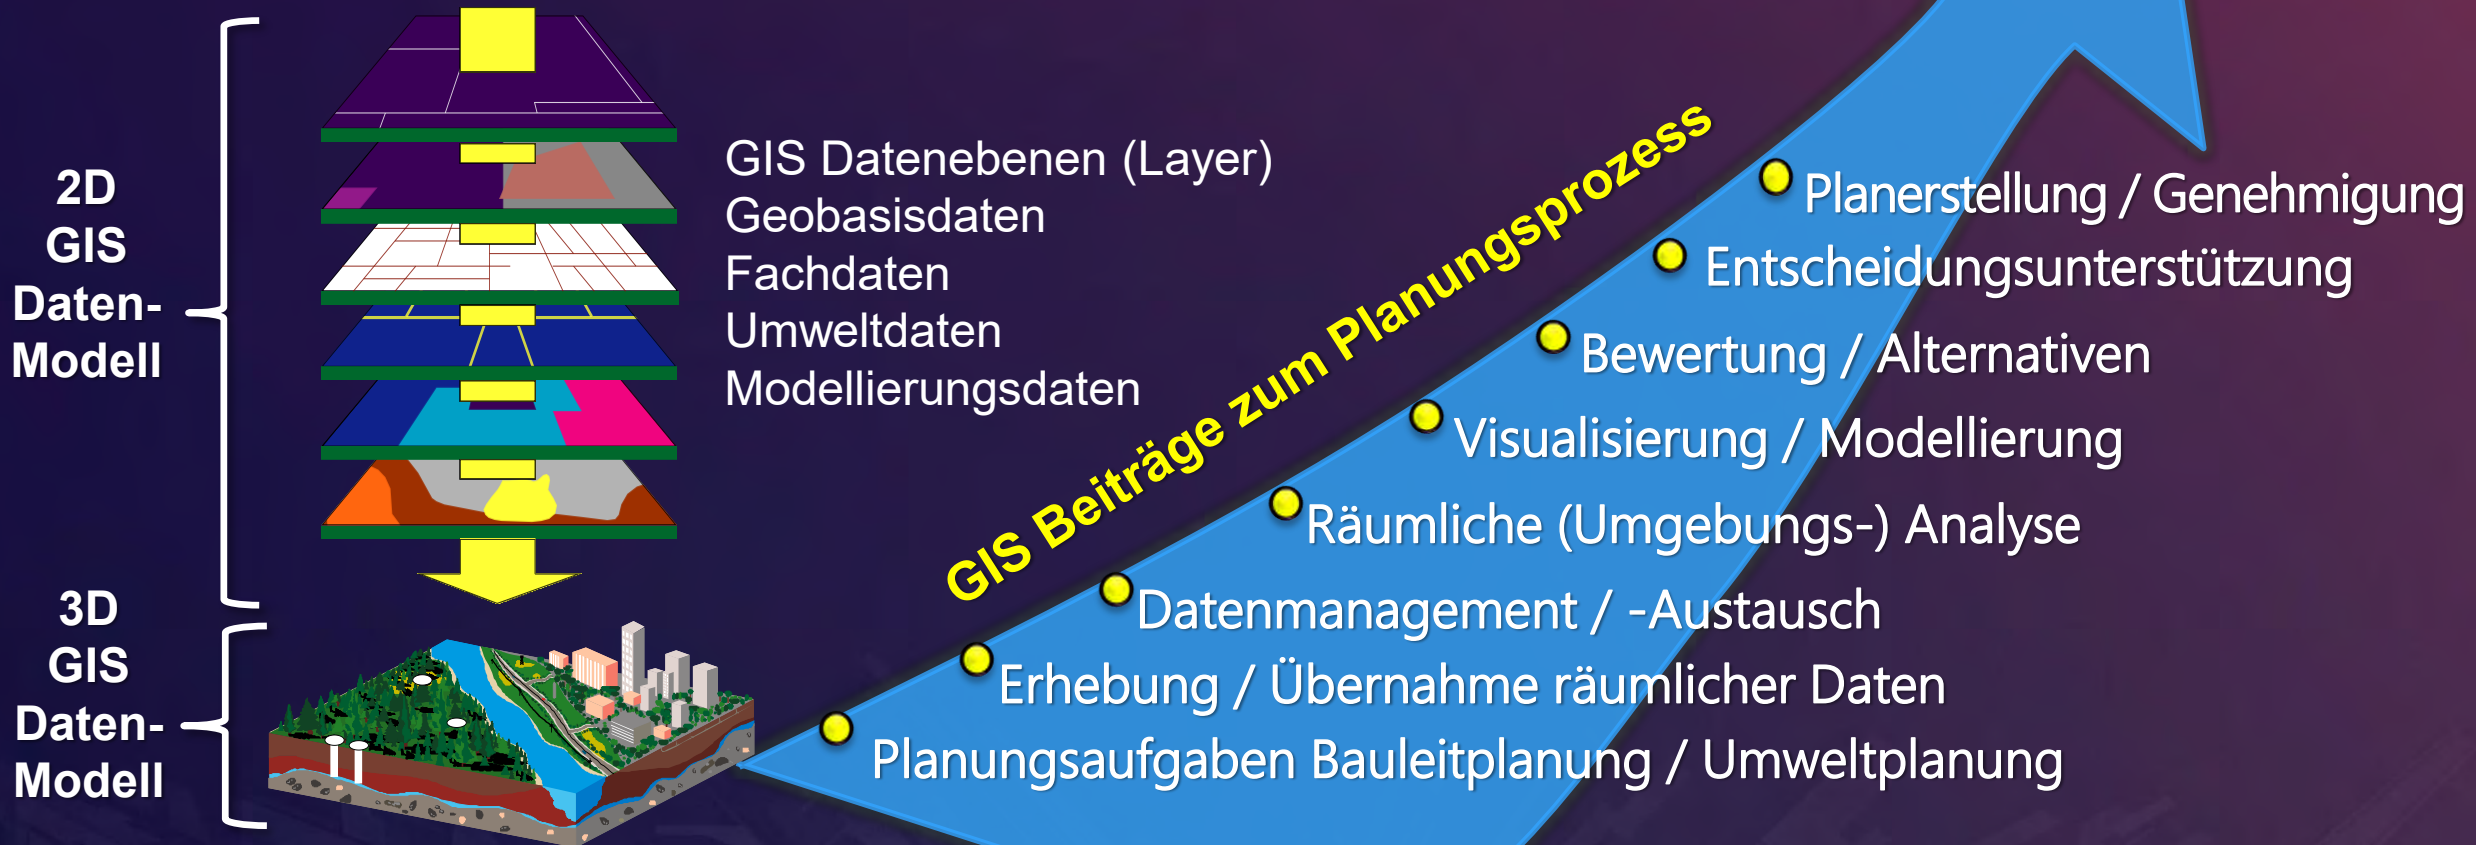 2D
GIS
Daten-
Modell
3D
GIS
Daten-
Modell
GIS Datenebenen (Layer)
Geobasisdaten
Fachdaten
Umweltdaten
Modellierungsdaten
GIS Beiträge zum Planungsprozess
Planerstellung / Genehmigung
Entscheidungsunterstützung
Bewertung / Alternativen
Visualisierung / Modellierung
Räumliche (Umgebungs-) Analyse
Datenmanagement / -Austausch
Erhebung / Übernahme räumlicher Daten
Planungsaufgaben Bauleitplanung / Umweltplanung